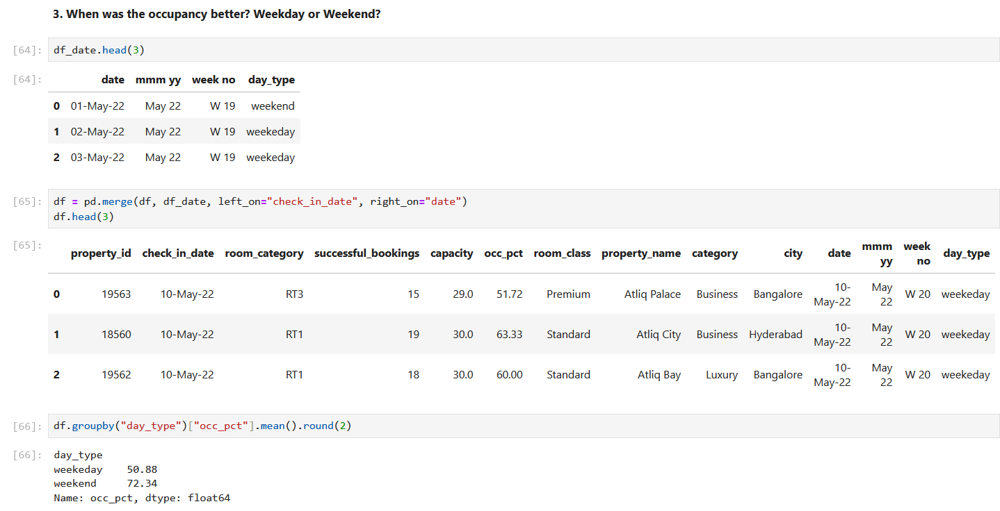 3. When was the occupancy better? Weekday or Weekend?
[64]: df_date.head(3)
[64]: date mmm yy week no day_type
0 01-May-22 May 22 W 19 weekend
1 02-May-22 May 22 W 19 weekeday
2 03-May-22 May 22 W 19 weekeday
[65]: df = pd.merge(df, df_date, left_on="check_in_date", right_on="date")
df.head(3)
[65]: property_id check_in_date room_category successful_bookings capacity occ_pct room_class property_name category city date mmm yy week no day_type
0 19563 10-May-22 RT3 15 29.0 51.72 Premium Atliq Palace Business Bangalore 10-May-22 May 22 W 20 weekeday
1 18560 10-May-22 RT1 19 30.0 63.33 Standard Atliq City Business Hyderabad 10-May-22 May 22 W 20 weekeday
2 19562 10-May-22 RT1 18 30.0 60.00 Standard Atliq Bay Luxury Bangalore 10-May-22 May 22 W 20 weekeday
[66]: df.groupby("day_type")["occ_pct"].mean().round(2)
[66]: day_type
weekeday 50.88
weekend 72.34
Name: occ_pct, dtype: float64